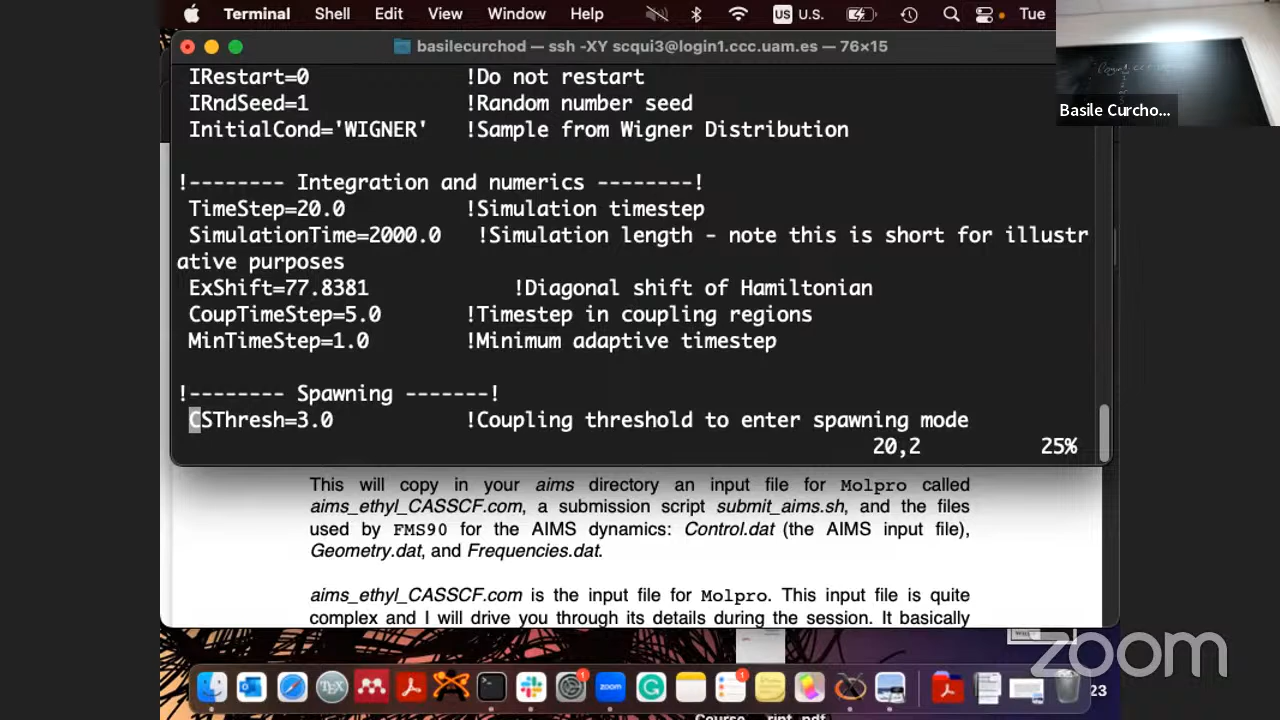 Terminal Shell Edit View Window Help US U.S. Tue
basilecurchod — ssh -XY scqui3@login1.ccc.uam.es — 76×15
IRestart=0 !Do not restart
IRndSeed=1 !Random number seed
InitialCond='WIGNER' !Sample from Wigner Distribution
!-------- Integration and numerics --------!
TimeStep=20.0 !Simulation timestep
SimulationTime=2000.0 !Simulation length - note this is short for illustr
ative purposes
ExShift=77.8381 !Diagonal shift of Hamiltonian
CoupTimeStep=5.0 !Timestep in coupling regions
MinTimeStep=1.0 !Minimum adaptive timestep
!-------- Spawning -------!
CSThresh=3.0 !Coupling threshold to enter spawning mode
20,2 25%
Basile Curcho...
This will copy in your aims directory an input file for Molpro called
aims_ethyl_CASSCF.com, a submission script submit_aims.sh, and the files
used by FMS90 for the AIMS dynamics: Control.dat (the AIMS input file),
Geometry.dat, and Frequencies.dat.
aims_ethyl_CASSCF.com is the input file for Molpro. This input file is quite
complex and I will drive you through its details during the session. It basically
zoom
23